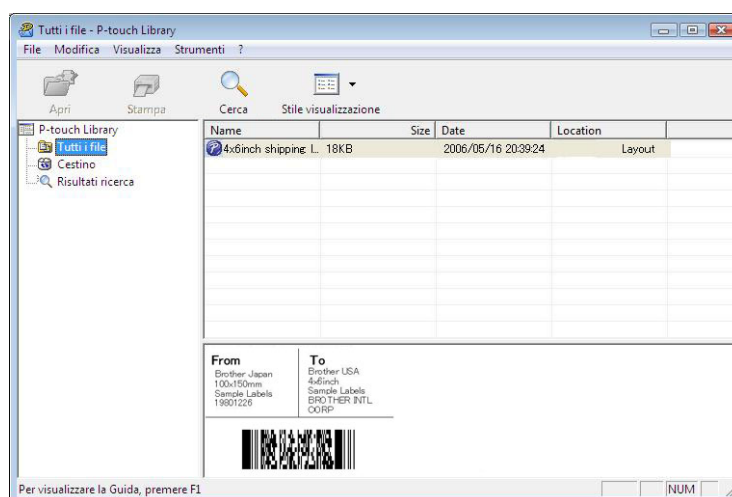 Tutti i file - P-touch Library
File Modifica Visualizza Strumenti ?
Apri Stampa Cerca Stile visualizzazione
P-touch Library
Tutti i file
Cestino
Risultati ricerca
Name Size Date Location
4x6inch shipping l... 18KB 2006/05/16 20:39:24 Layout
From
Brother Japan
100x150mm
Sample Labels
19801226
To
Brother USA
4x6inch
Sample Labels
BROTHER INTL
CORP
Per visualizzare la Guida, premere F1
NUM